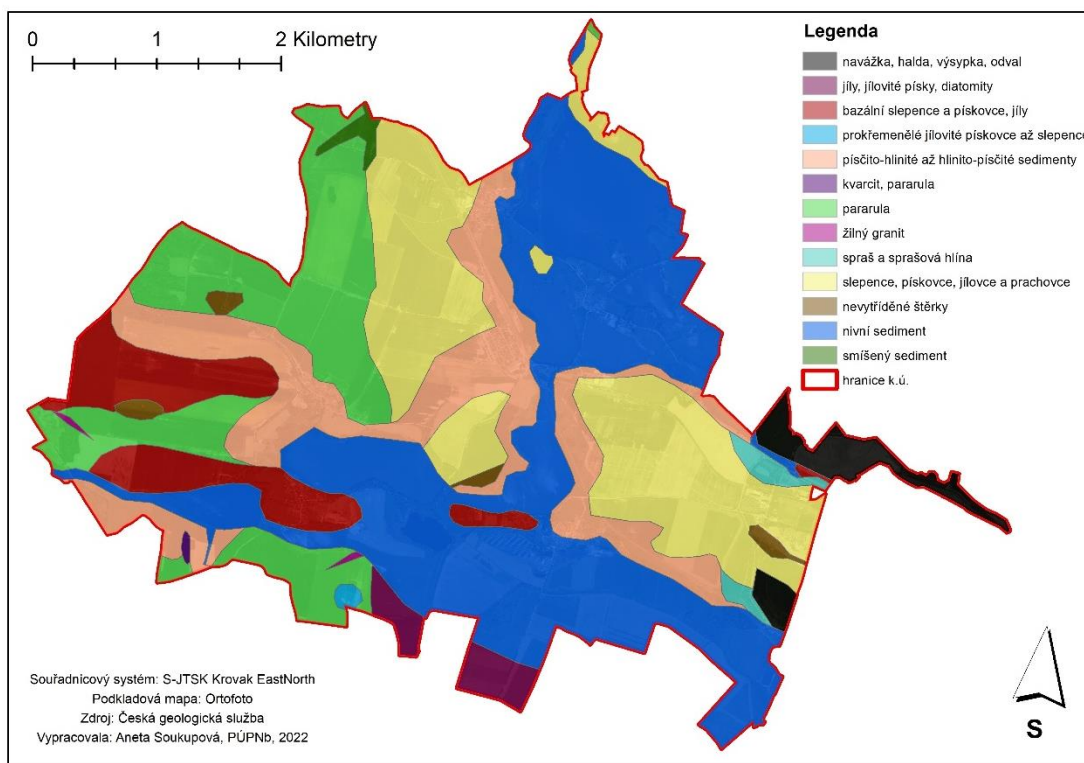 0 1 2 Kilometry
Legenda
navážka, halda, výsypka, odval
jíly, jílovité písky, diatomity
bazální slepence a pískovce, jíly
prokřemenělé jílovité pískovce až slepence
písčito-hlinité až hlinito-písčité sedimenty
kvarcit, pararula
pararula
žilný granit
spraš a sprašová hlína
slepence, pískovce, jílovce a prachovce
nevytříděné štěrky
nivní sediment
smíšený sediment
hranice k.ú.
Souřadnicový systém: S-JTSK Krovak EastNorth
Podkladová mapa: Ortofoto
Zdroj: Česká geologická služba
Vypracovala: Aneta Soukupová, PÚPNb, 2022
S